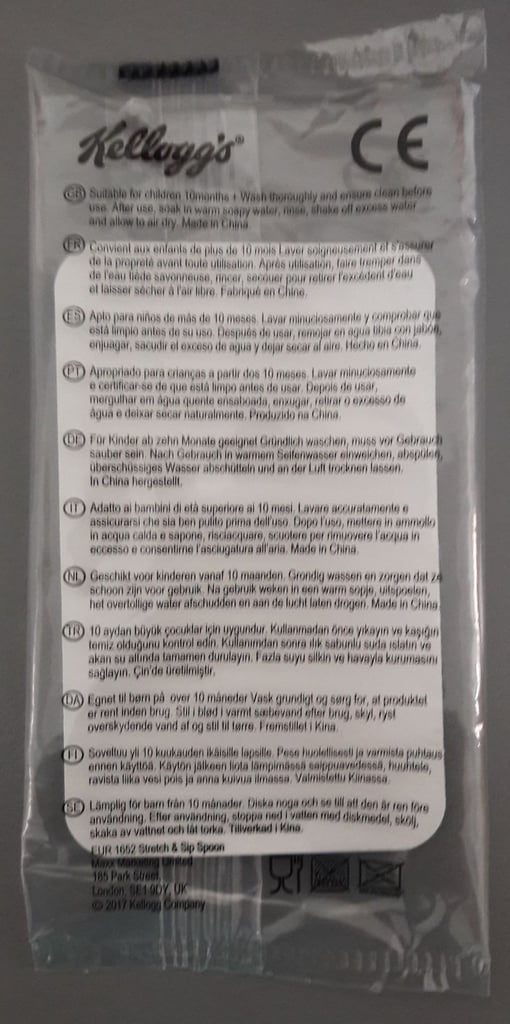 Kellogg's® CE
GB Suitable for children 10months + Wash thoroughly and ensure clean before
use. After use, soak in warm soapy water, rinse, shake off excess water
and allow to air dry. Made in China.
FR Convient aux enfants de plus de 10 mois Laver soigneusement et s'assurer
de la propreté avant toute utilisation. Après utilisation, faire tremper dans
de l'eau tiède savonneuse, rincer, secouer pour retirer l'excédent d'eau
et laisser sécher à l'air libre. Fabriqué en Chine.
ES Apto para niños de más de 10 meses. Lavar minuciosamente y comprobar que
está limpio antes de su uso. Después de usar, remojar en agua tibia con jabón,
enjuagar, sacudir el exceso de agua y dejar secar al aire. Hecho en China.
PT Apropriado para crianças a partir dos 10 meses. Lavar minuciosamente
e certificar-se de que está limpo antes de usar. Depois de usar,
mergulhar em água quente ensaboada, enxugar, retirar o excesso de
água e deixar secar naturalmente. Produzido na China.
DE Für Kinder ab zehn Monate geeignet Gründlich waschen, muss vor Gebrauch
sauber sein. Nach Gebrauch in warmem Seifenwasser einweichen, abspülen,
überschüssiges Wasser abschütteln und an der Luft trocknen lassen.
In China hergestellt.
IT Adatto ai bambini di età superiore ai 10 mesi. Lavare accuratamente e
assicurarsi che sia ben pulito prima dell'uso. Dopo l'uso, mettere in ammollo
in acqua calda e sapone, risciacquare, scuotere per rimuovere l'acqua in
eccesso e consentirne l'asciugatura all'aria. Made in China.
NL Geschikt voor kinderen vanaf 10 maanden. Grondig wassen en zorgen dat ze
schoon zijn voor gebruik. Na gebruik weken in een warm sopje, uitspoelen,
het overtollige water afschudden en aan de lucht laten drogen. Made in China.
TR 10 aydan büyük çocuklar için uygundur. Kullanmadan önce yıkayın ve kaşığın
temiz olduğunu kontrol edin. Kullanımdan sonra ılık sabunlu suda ıslatın ve
akan su altında tamamen durulayın. Fazla suyu silkin ve havayla kurumasını
sağlayın. Çin'de üretilmiştir.
DA Egnet til børn på over 10 måneder Vask grundigt og sørg for, at produktet
er rent inden brug. Stil i blød i varmt sæbevand efter brug, skyl, ryst
overskydende vand af og stil til tørre. Fremstillet i Kina.
FI Soveltuu yli 10 kuukauden ikäisille lapsille. Pese huolellisesti ja varmista puhtaus
ennen käyttöä. Käytön jälkeen liota lämpimässä saippuavedessä, huuhtele,
ravista liika vesi pois ja anna kuivua ilmassa. Valmistettu Kiinassa.
SE Lämplig för barn från 10 månader. Diska noga och se till att den är ren före
användning. Efter användning, stoppa ned i vatten med diskmedel, skölj,
skaka av vattnet och låt torka. Tillverkad i Kina.
EUR 1652 Stretch & Sip Spoon
Maxx Marketing Limited
185 Park Street,
London, SE1 9DY, UK
© 2017 Kellogg Company